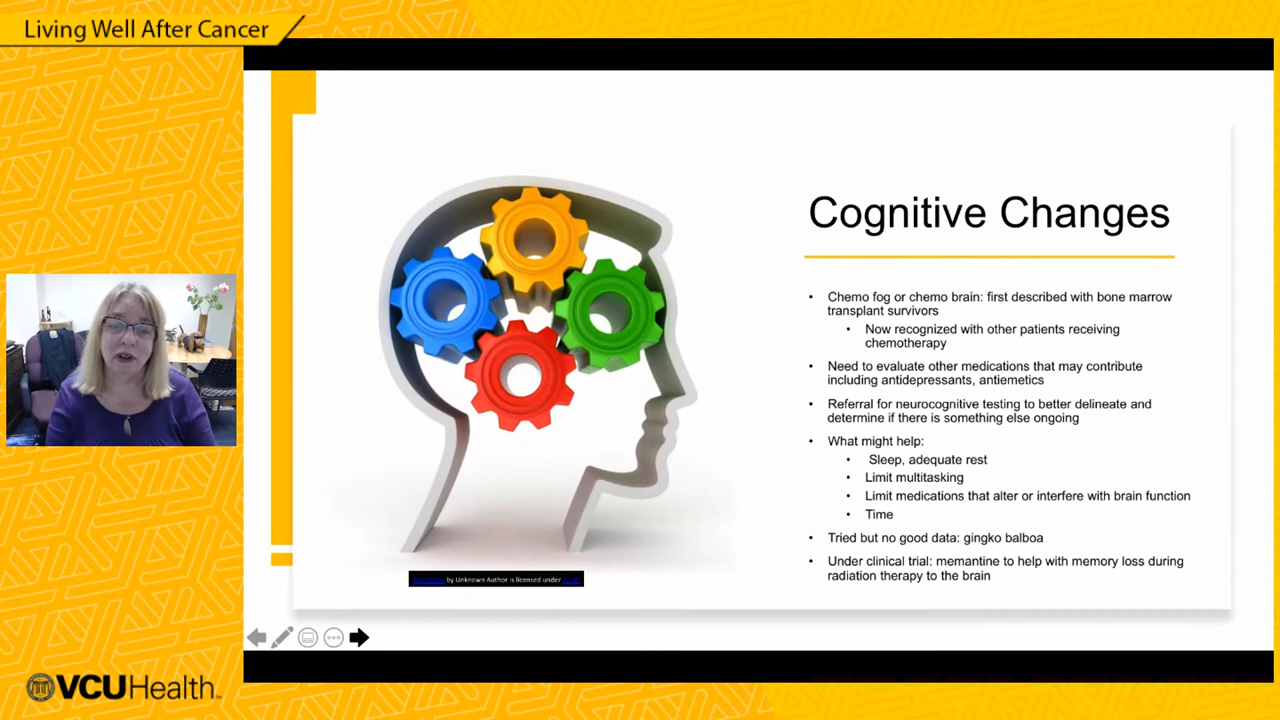 Living Well After Cancer
Cognitive Changes
• Chemo fog or chemo brain: first described with bone marrow
transplant survivors
• Now recognized with other patients receiving
chemotherapy
• Need to evaluate other medications that may contribute
including antidepressants, antiemetics
• Referral for neurocognitive testing to better delineate and
determine if there is something else ongoing
• What might help:
• Sleep, adequate rest
• Limit multitasking
• Limit medications that alter or interfere with brain function
• Time
• Tried but no good data: gingko balboa
• Under clinical trial: memantine to help with memory loss during
radiation therapy to the brain
by Unknown Author is licensed under
VCUHealth